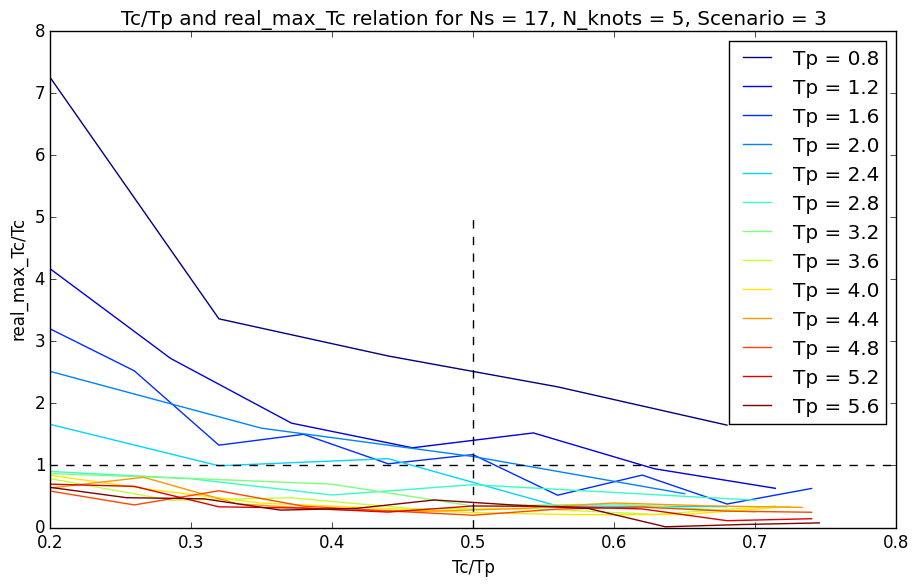 Tc/Tp and real_max_Tc relation for Ns = 17, N_knots = 5, Scenario = 3
8
7
6
5
4
3
2
1
0
real_max_Tc/Tc
Tp = 0.8
Tp = 1.2
Tp = 1.6
Tp = 2.0
Tp = 2.4
Tp = 2.8
Tp = 3.2
Tp = 3.6
Tp = 4.0
Tp = 4.4
Tp = 4.8
Tp = 5.2
Tp = 5.6
0.2 0.3 0.4 0.5 0.6 0.7 0.8
Tc/Tp